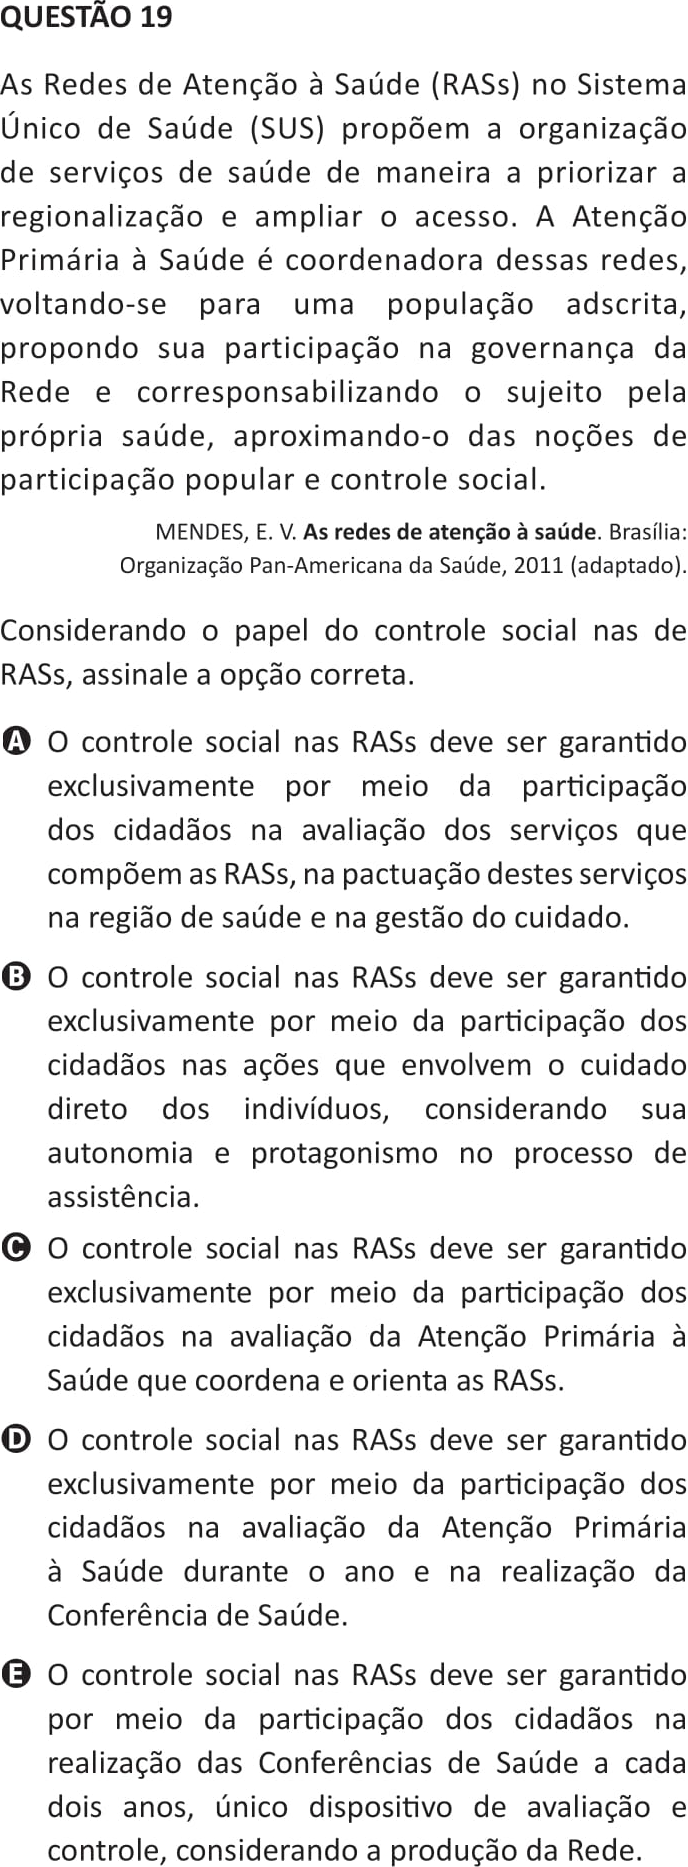 QUESTÃO 19
As Redes de Atenção à Saúde (RASs) no Sistema
Único de Saúde (SUS) propõem a organização
de serviços de saúde de maneira a priorizar a
regionalização e ampliar o acesso. A Atenção
Primária à Saúde é coordenadora dessas redes,
voltando-se para uma população adscrita,
propondo sua participação na governança da
Rede e corresponsabilizando o sujeito pela
própria saúde, aproximando-o das noções de
participação popular e controle social.
MENDES, E. V. As redes de atenção à saúde. Brasília:
Organização Pan-Americana da Saúde, 2011 (adaptado).
Considerando o papel do controle social nas de
RASs, assinale a opção correta.
A O controle social nas RASs deve ser garantido
exclusivamente por meio da participação
dos cidadãos na avaliação dos serviços que
compõem as RASs, na pactuação destes serviços
na região de saúde e na gestão do cuidado.
B O controle social nas RASs deve ser garantido
exclusivamente por meio da participação dos
cidadãos nas ações que envolvem o cuidado
direto dos indivíduos, considerando sua
autonomia e protagonismo no processo de
assistência.
C O controle social nas RASs deve ser garantido
exclusivamente por meio da participação dos
cidadãos na avaliação da Atenção Primária à
Saúde que coordena e orienta as RASs.
D O controle social nas RASs deve ser garantido
exclusivamente por meio da participação dos
cidadãos na avaliação da Atenção Primária
à Saúde durante o ano e na realização da
Conferência de Saúde.
E O controle social nas RASs deve ser garantido
por meio da participação dos cidadãos na
realização das Conferências de Saúde a cada
dois anos, único dispositivo de avaliação e
controle, considerando a produção da Rede.